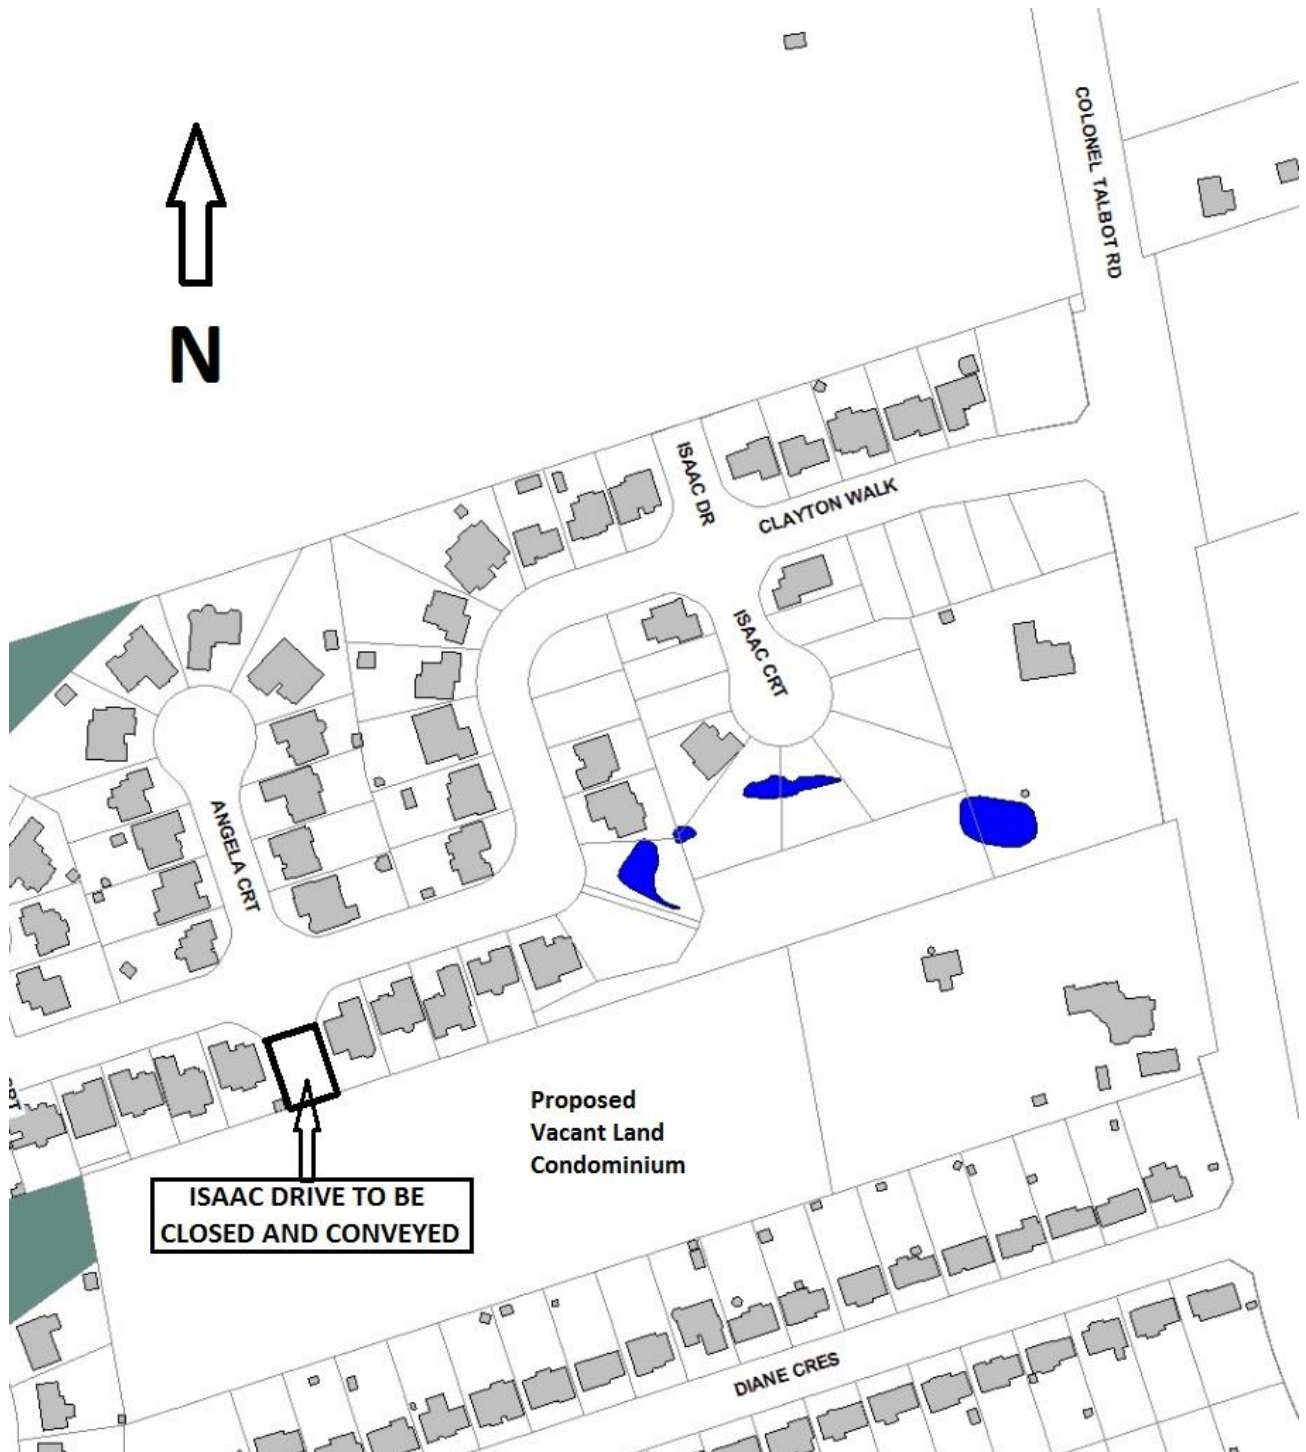 COLONEL TALBOT RD
N
ISAAC DR
CLAYTON WALK
ISAAC CRT
ANGELA CRT
Proposed
Vacant Land
Condominium
ISAAC DRIVE TO BE
CLOSED AND CONVEYED
DIANE CRES